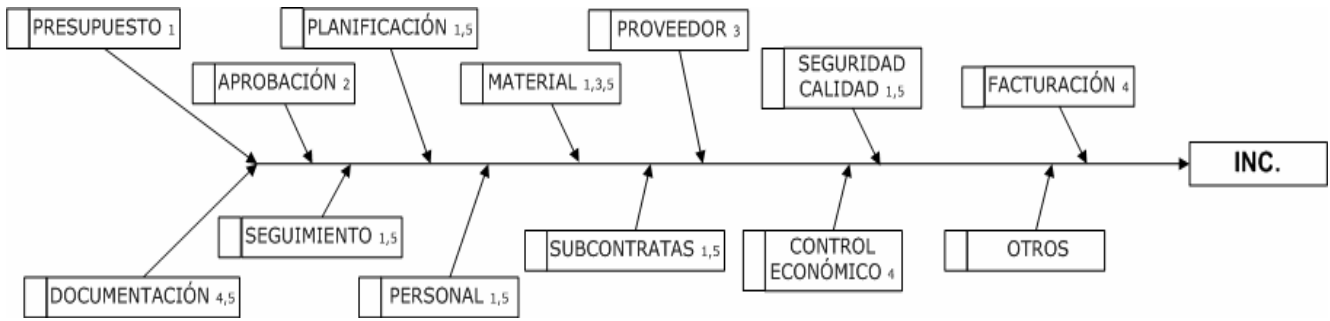 PRESUPUESTO 1
PLANIFICACIÓN 1,5
PROVEEDOR 3
APROBACIÓN 2
MATERIAL 1,3,5
SEGURIDAD
CALIDAD 1,5
FACTURACIÓN 4
INC.
SEGUIMIENTO 1,5
SUBCONTRATAS 1,5
CONTROL
ECONÓMICO 4
OTROS
DOCUMENTACIÓN 4,5
PERSONAL 1,5